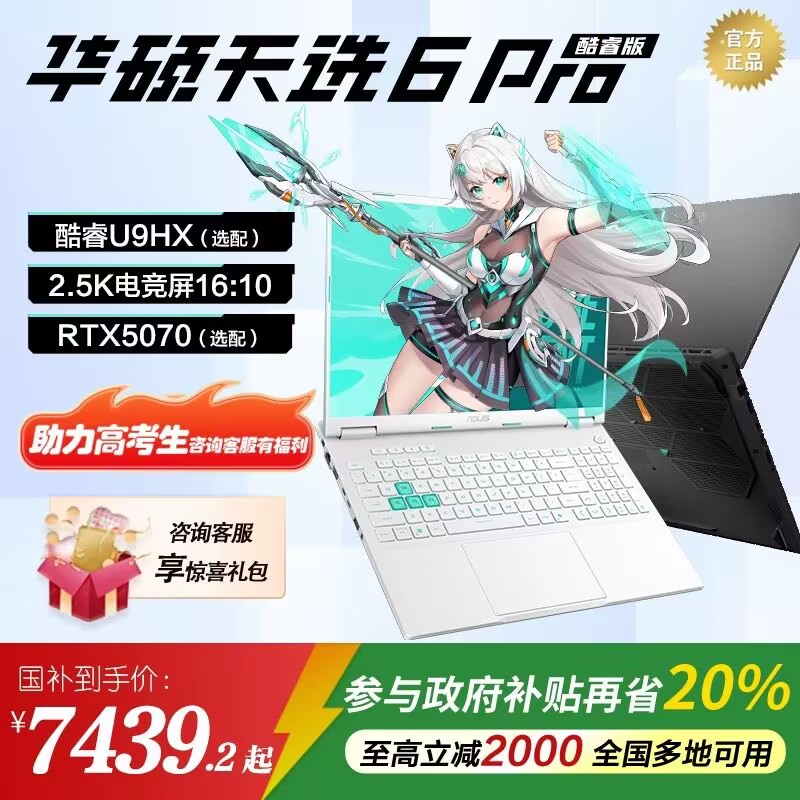 华硕天选6Pro
酷睿版
官方
正品
酷睿U9HX（选配）
2.5K电竞屏16:10
RTX5070（选配）
助力高考生咨询客服有福利
咨询客服
享惊喜礼包
ASUS
国补到手价：
¥7439.2起
参与政府补贴再省20%
至高立减2000 全国多地可用